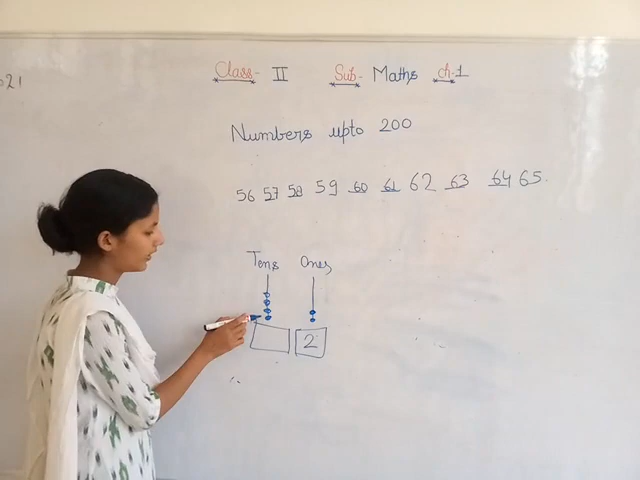 021
Class- II Sub- Maths ch-1
Numbers upto 200
56 57 58 59 60 61 62 63 64 65.
Tens Ones
2